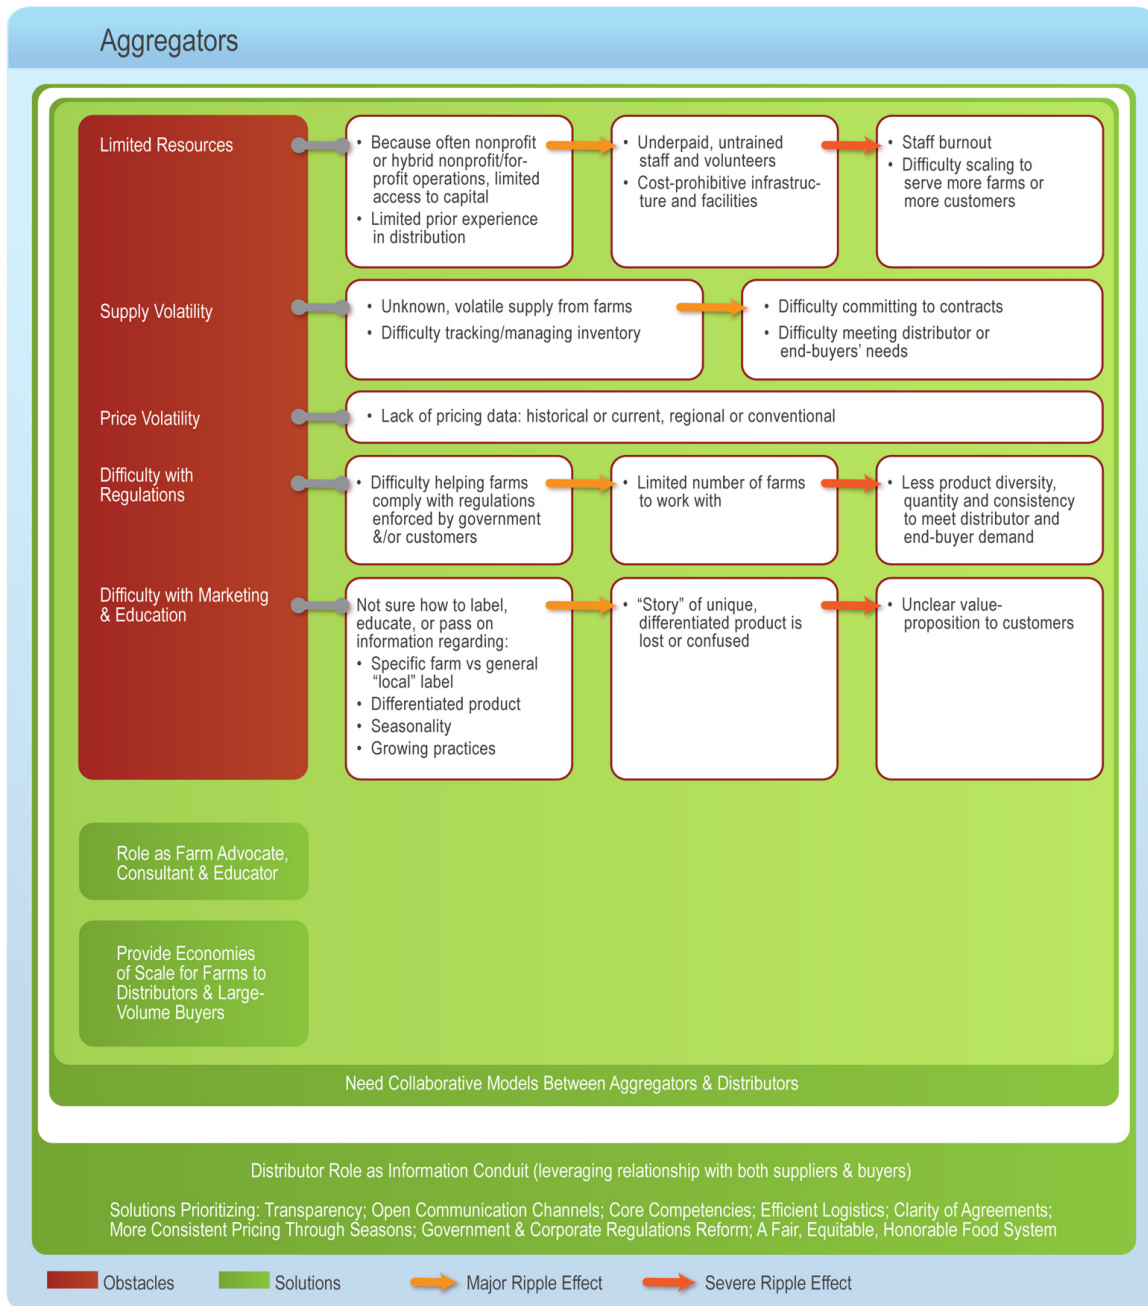 Aggregators
Limited Resources
• Because often nonprofit
or hybrid nonprofit/for-
profit operations, limited
access to capital
• Limited prior experience
in distribution
• Underpaid, untrained
staff and volunteers
• Cost-prohibitive infrastruc-
ture and facilities
• Staff burnout
• Difficulty scaling to
serve more farms or
more customers
Supply Volatility
• Unknown, volatile supply from farms
• Difficulty tracking/managing inventory
• Difficulty committing to contracts
• Difficulty meeting distributor or
end-buyers’ needs
Price Volatility
• Lack of pricing data: historical or current, regional or conventional
Difficulty with
Regulations
• Difficulty helping farms
comply with regulations
enforced by government
&/or customers
• Limited number of farms
to work with
• Less product diversity,
quantity and consistency
to meet distributor and
end-buyer demand
Difficulty with Marketing
& Education
Not sure how to label,
educate, or pass on
information regarding:
• Specific farm vs general
“local” label
• Differentiated product
• Seasonality
• Growing practices
• “Story” of unique,
differentiated product is
lost or confused
• Unclear value-
proposition to customers
Role as Farm Advocate,
Consultant & Educator
Provide Economies
of Scale for Farms to
Distributors & Large-
Volume Buyers
Need Collaborative Models Between Aggregators & Distributors
Distributor Role as Information Conduit (leveraging relationship with both suppliers & buyers)
Solutions Prioritizing: Transparency; Open Communication Channels; Core Competencies; Efficient Logistics; Clarity of Agreements;
More Consistent Pricing Through Seasons; Government & Corporate Regulations Reform; A Fair, Equitable, Honorable Food System
Obstacles
Solutions
Major Ripple Effect
Severe Ripple Effect